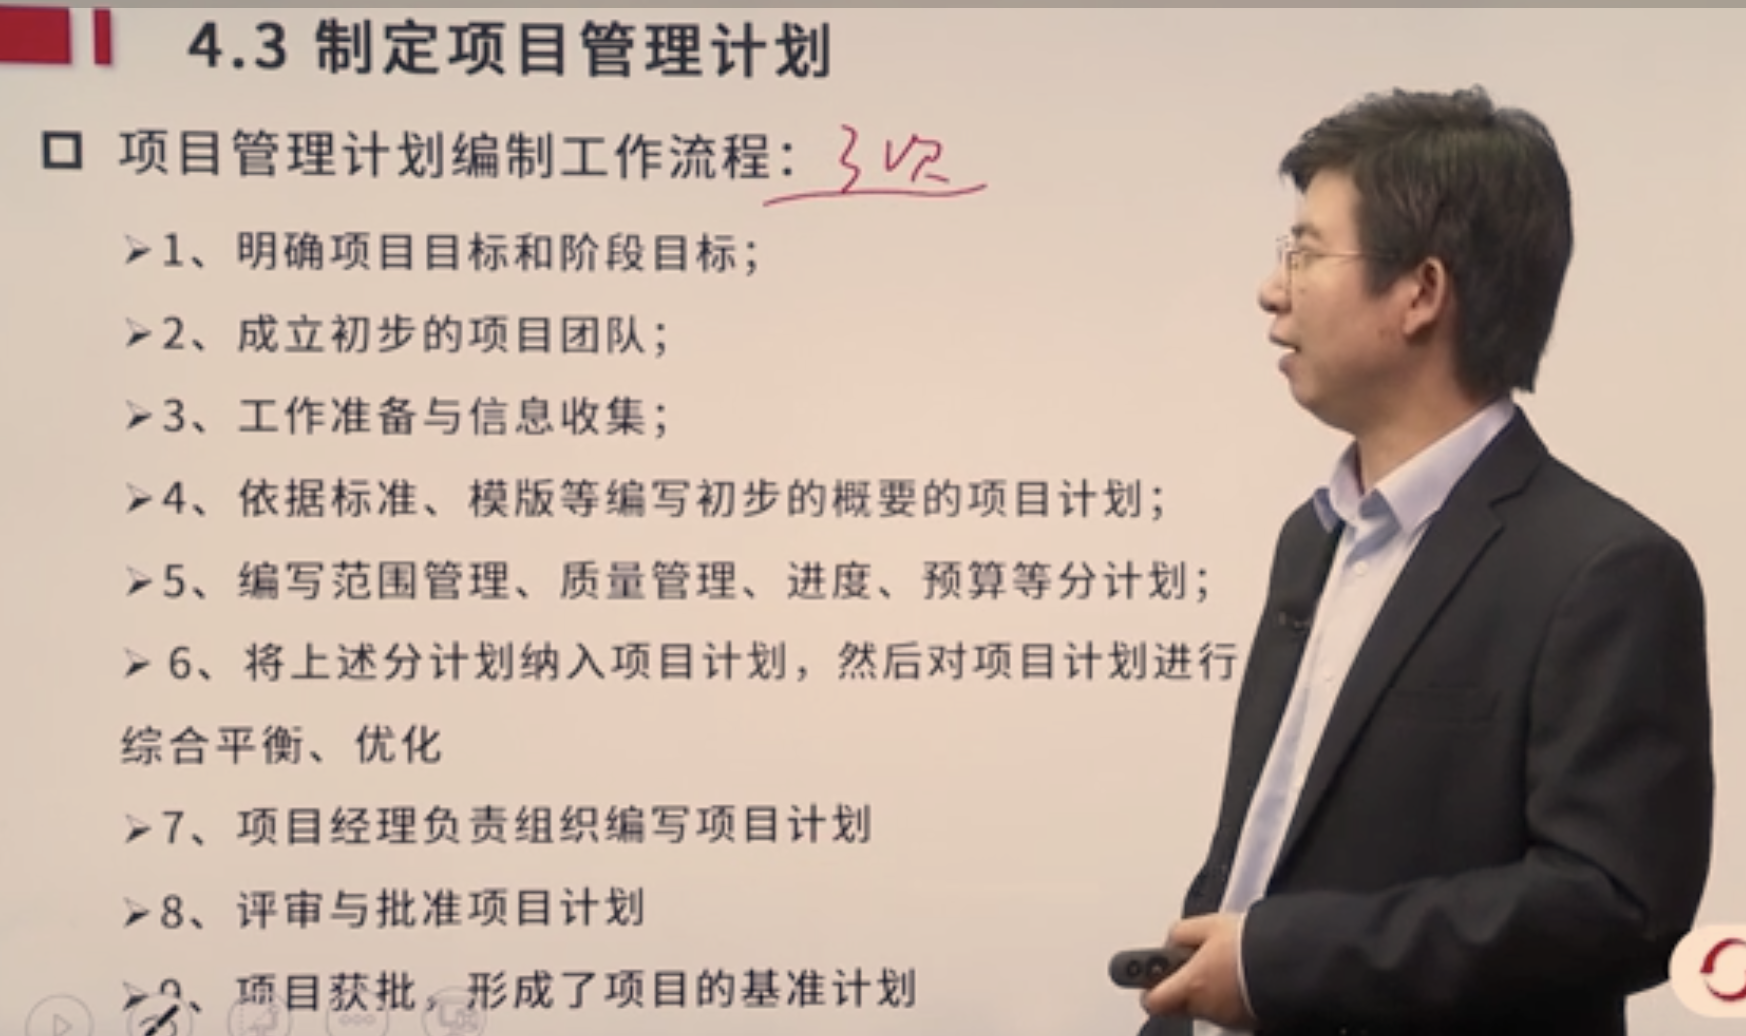 4.3 制定项目管理计划
项目管理计划编制工作流程：3次
➢1、明确项目目标和阶段目标；
➢2、成立初步的项目团队；
➢3、工作准备与信息收集；
➢4、依据标准、模版等编写初步的概要的项目计划；
➢5、编写范围管理、质量管理、进度、预算等分计划；
➢6、将上述分计划纳入项目计划，然后对项目计划进行
综合平衡、优化
➢7、项目经理负责组织编写项目计划
➢8、评审与批准项目计划
➢9、项目获批，形成了项目的基准计划